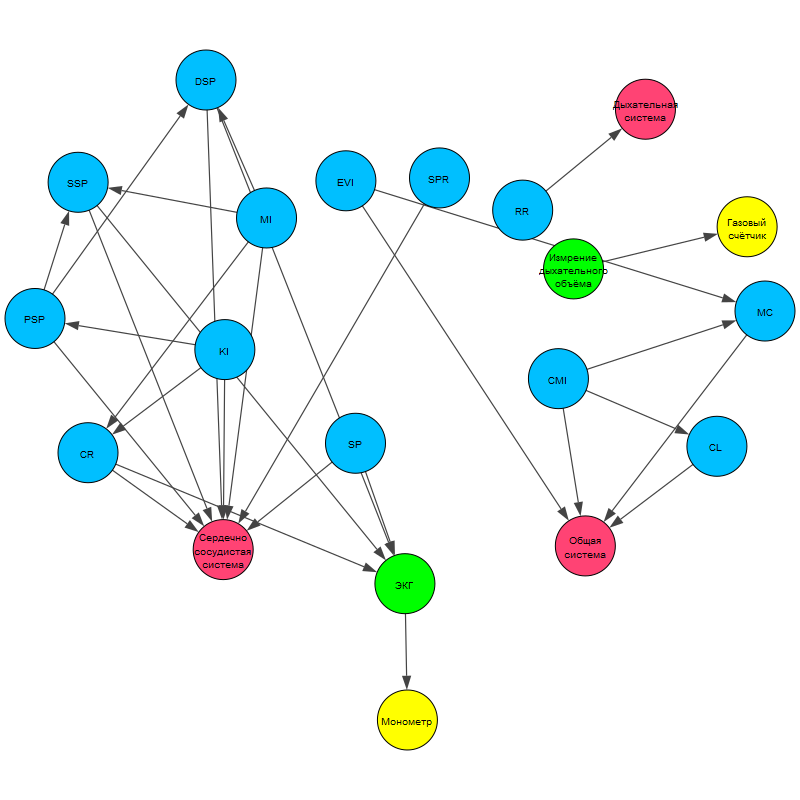 DSP
Дыхательная
система
SSP
EVI
SPR
RR
MI
Газовый
счётчик
Измрение
дыхательного
объёма
PSP
MC
KI
CMI
CR
SP
CL
Сердечно
сосудистая
система
Общая
система
ЭКГ
Монометр